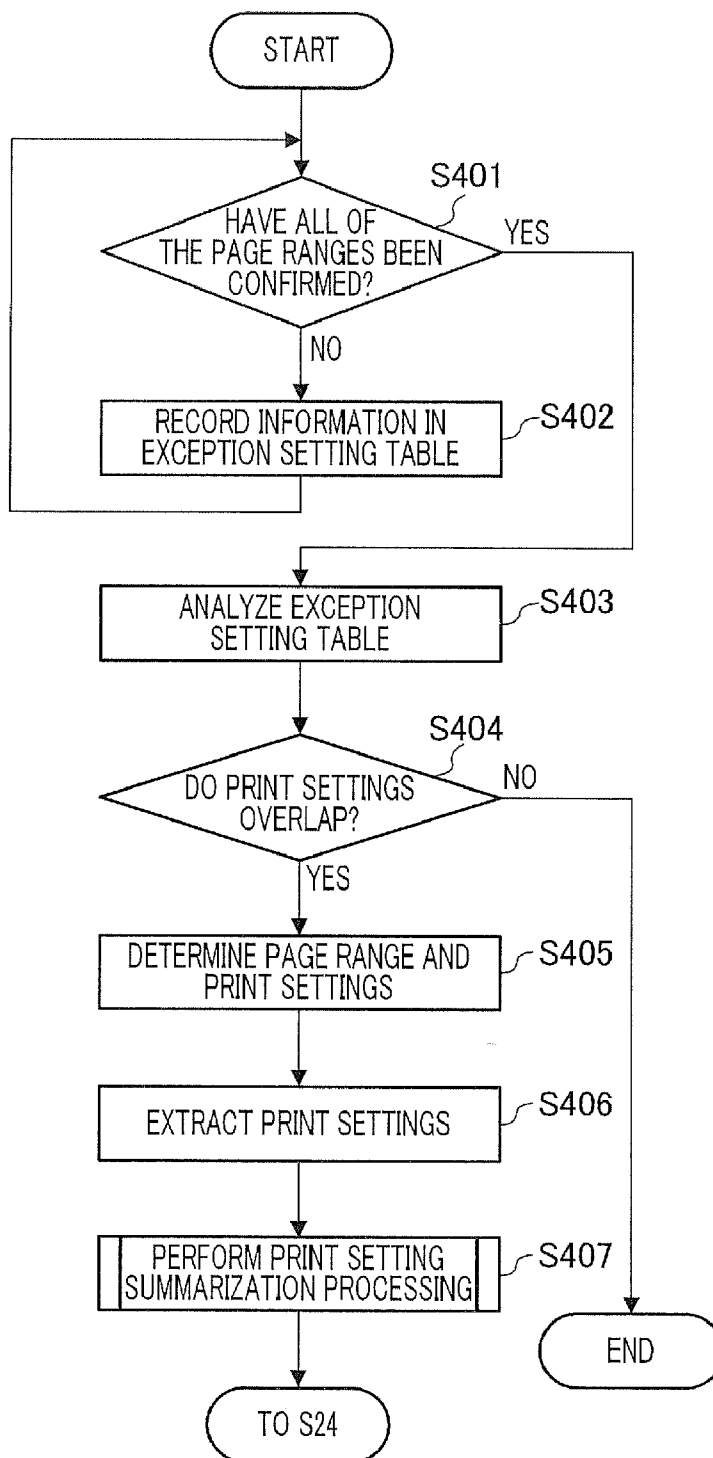 START
S401
HAVE ALL OF
THE PAGE RANGES BEEN
CONFIRMED?
YES
NO
RECORD INFORMATION IN
EXCEPTION SETTING TABLE
S402
ANALYZE EXCEPTION
SETTING TABLE
S403
S404
DO PRINT SETTINGS
OVERLAP?
NO
YES
DETERMINE PAGE RANGE AND
PRINT SETTINGS
S405
EXTRACT PRINT SETTINGS
S406
PERFORM PRINT SETTING
SUMMARIZATION PROCESSING
S407
END
TO S24